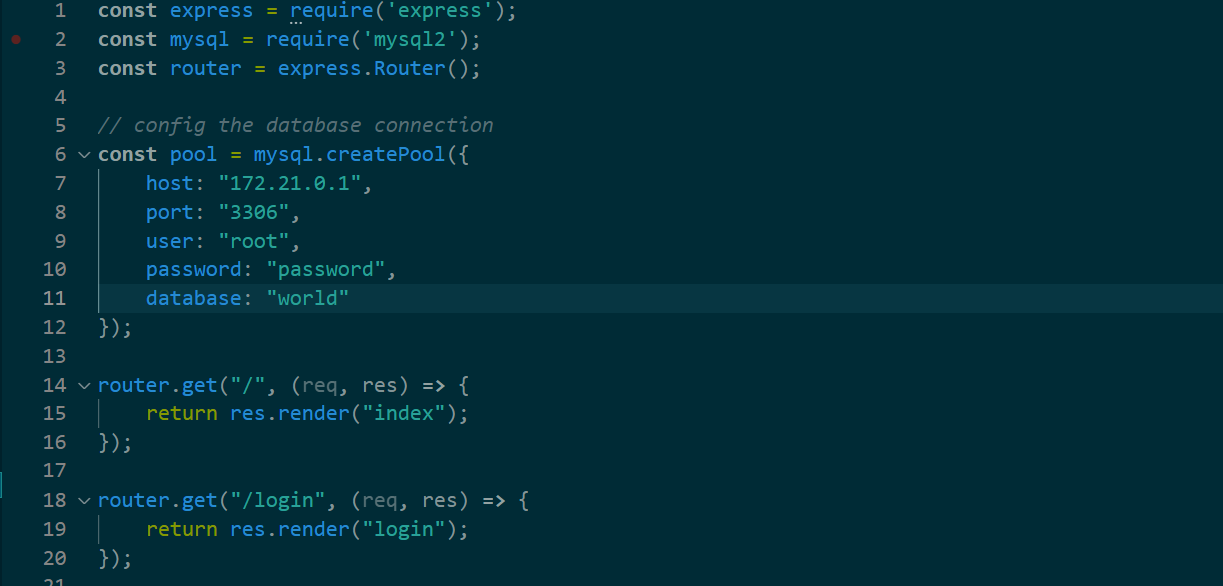 1 const express = require('express');
2 const mysql = require('mysql2');
3 const router = express.Router();
4
5 // config the database connection
6 const pool = mysql.createPool({
7     host: "172.21.0.1",
8     port: "3306",
9     user: "root",
10     password: "password",
11     database: "world"
12 });
13
14 router.get("/", (req, res) => {
15     return res.render("index");
16 });
17
18 router.get("/login", (req, res) => {
19     return res.render("login");
20 });
21